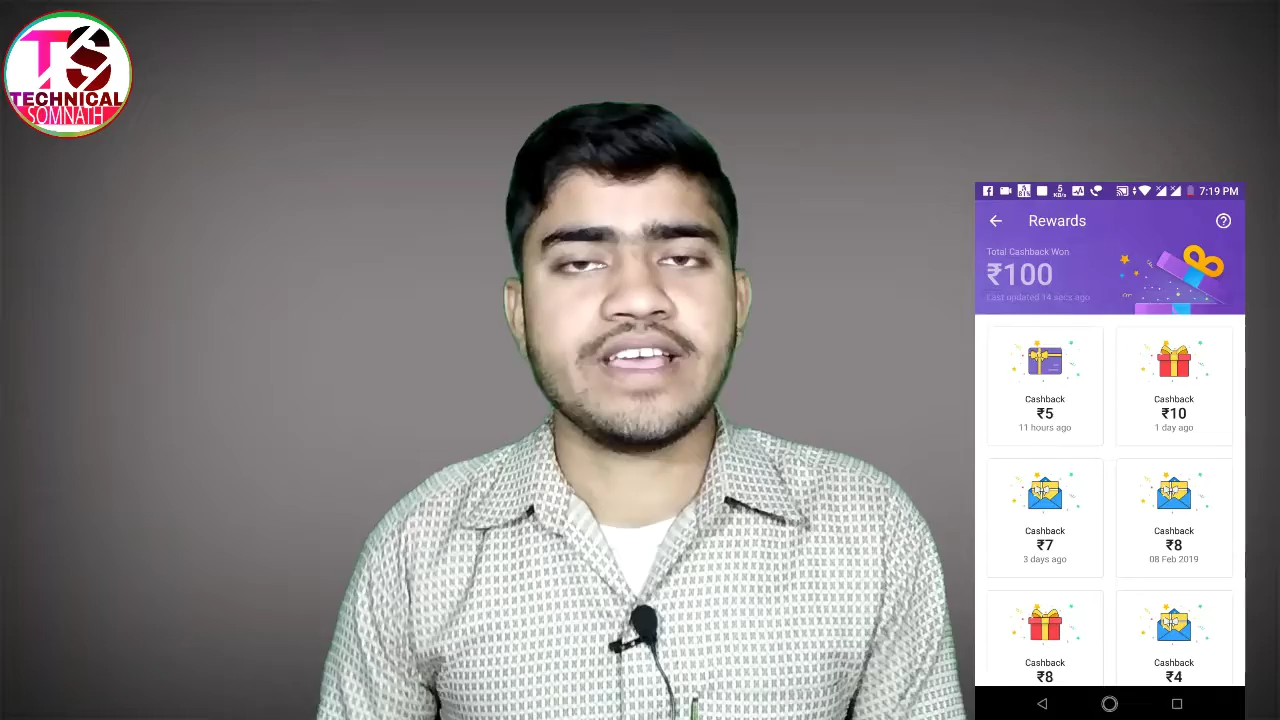 TS
TECHNICAL
SOMNATH
5
KB/s
7:19 PM
Rewards
Total Cashback Won
₹100
Last updated 14 secs ago
Cashback
₹5
11 hours ago
Cashback
₹10
1 day ago
Cashback
₹7
3 days ago
Cashback
₹8
08 Feb 2019
Cashback
₹8
Cashback
₹4